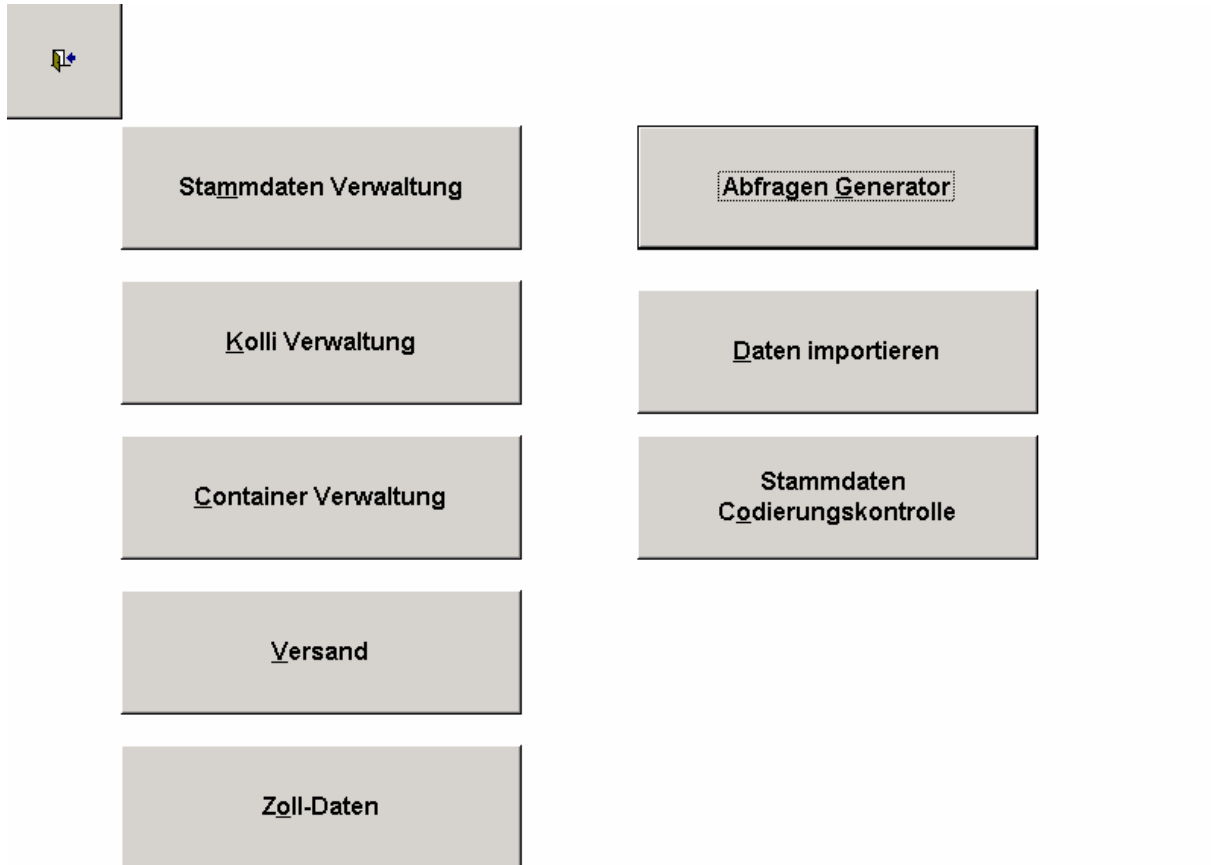 Stammdaten Verwaltung
Abfragen Generator
Kolli Verwaltung
Daten importieren
Container Verwaltung
Stammdaten
Codierungskontrolle
Versand
Zoll-Daten